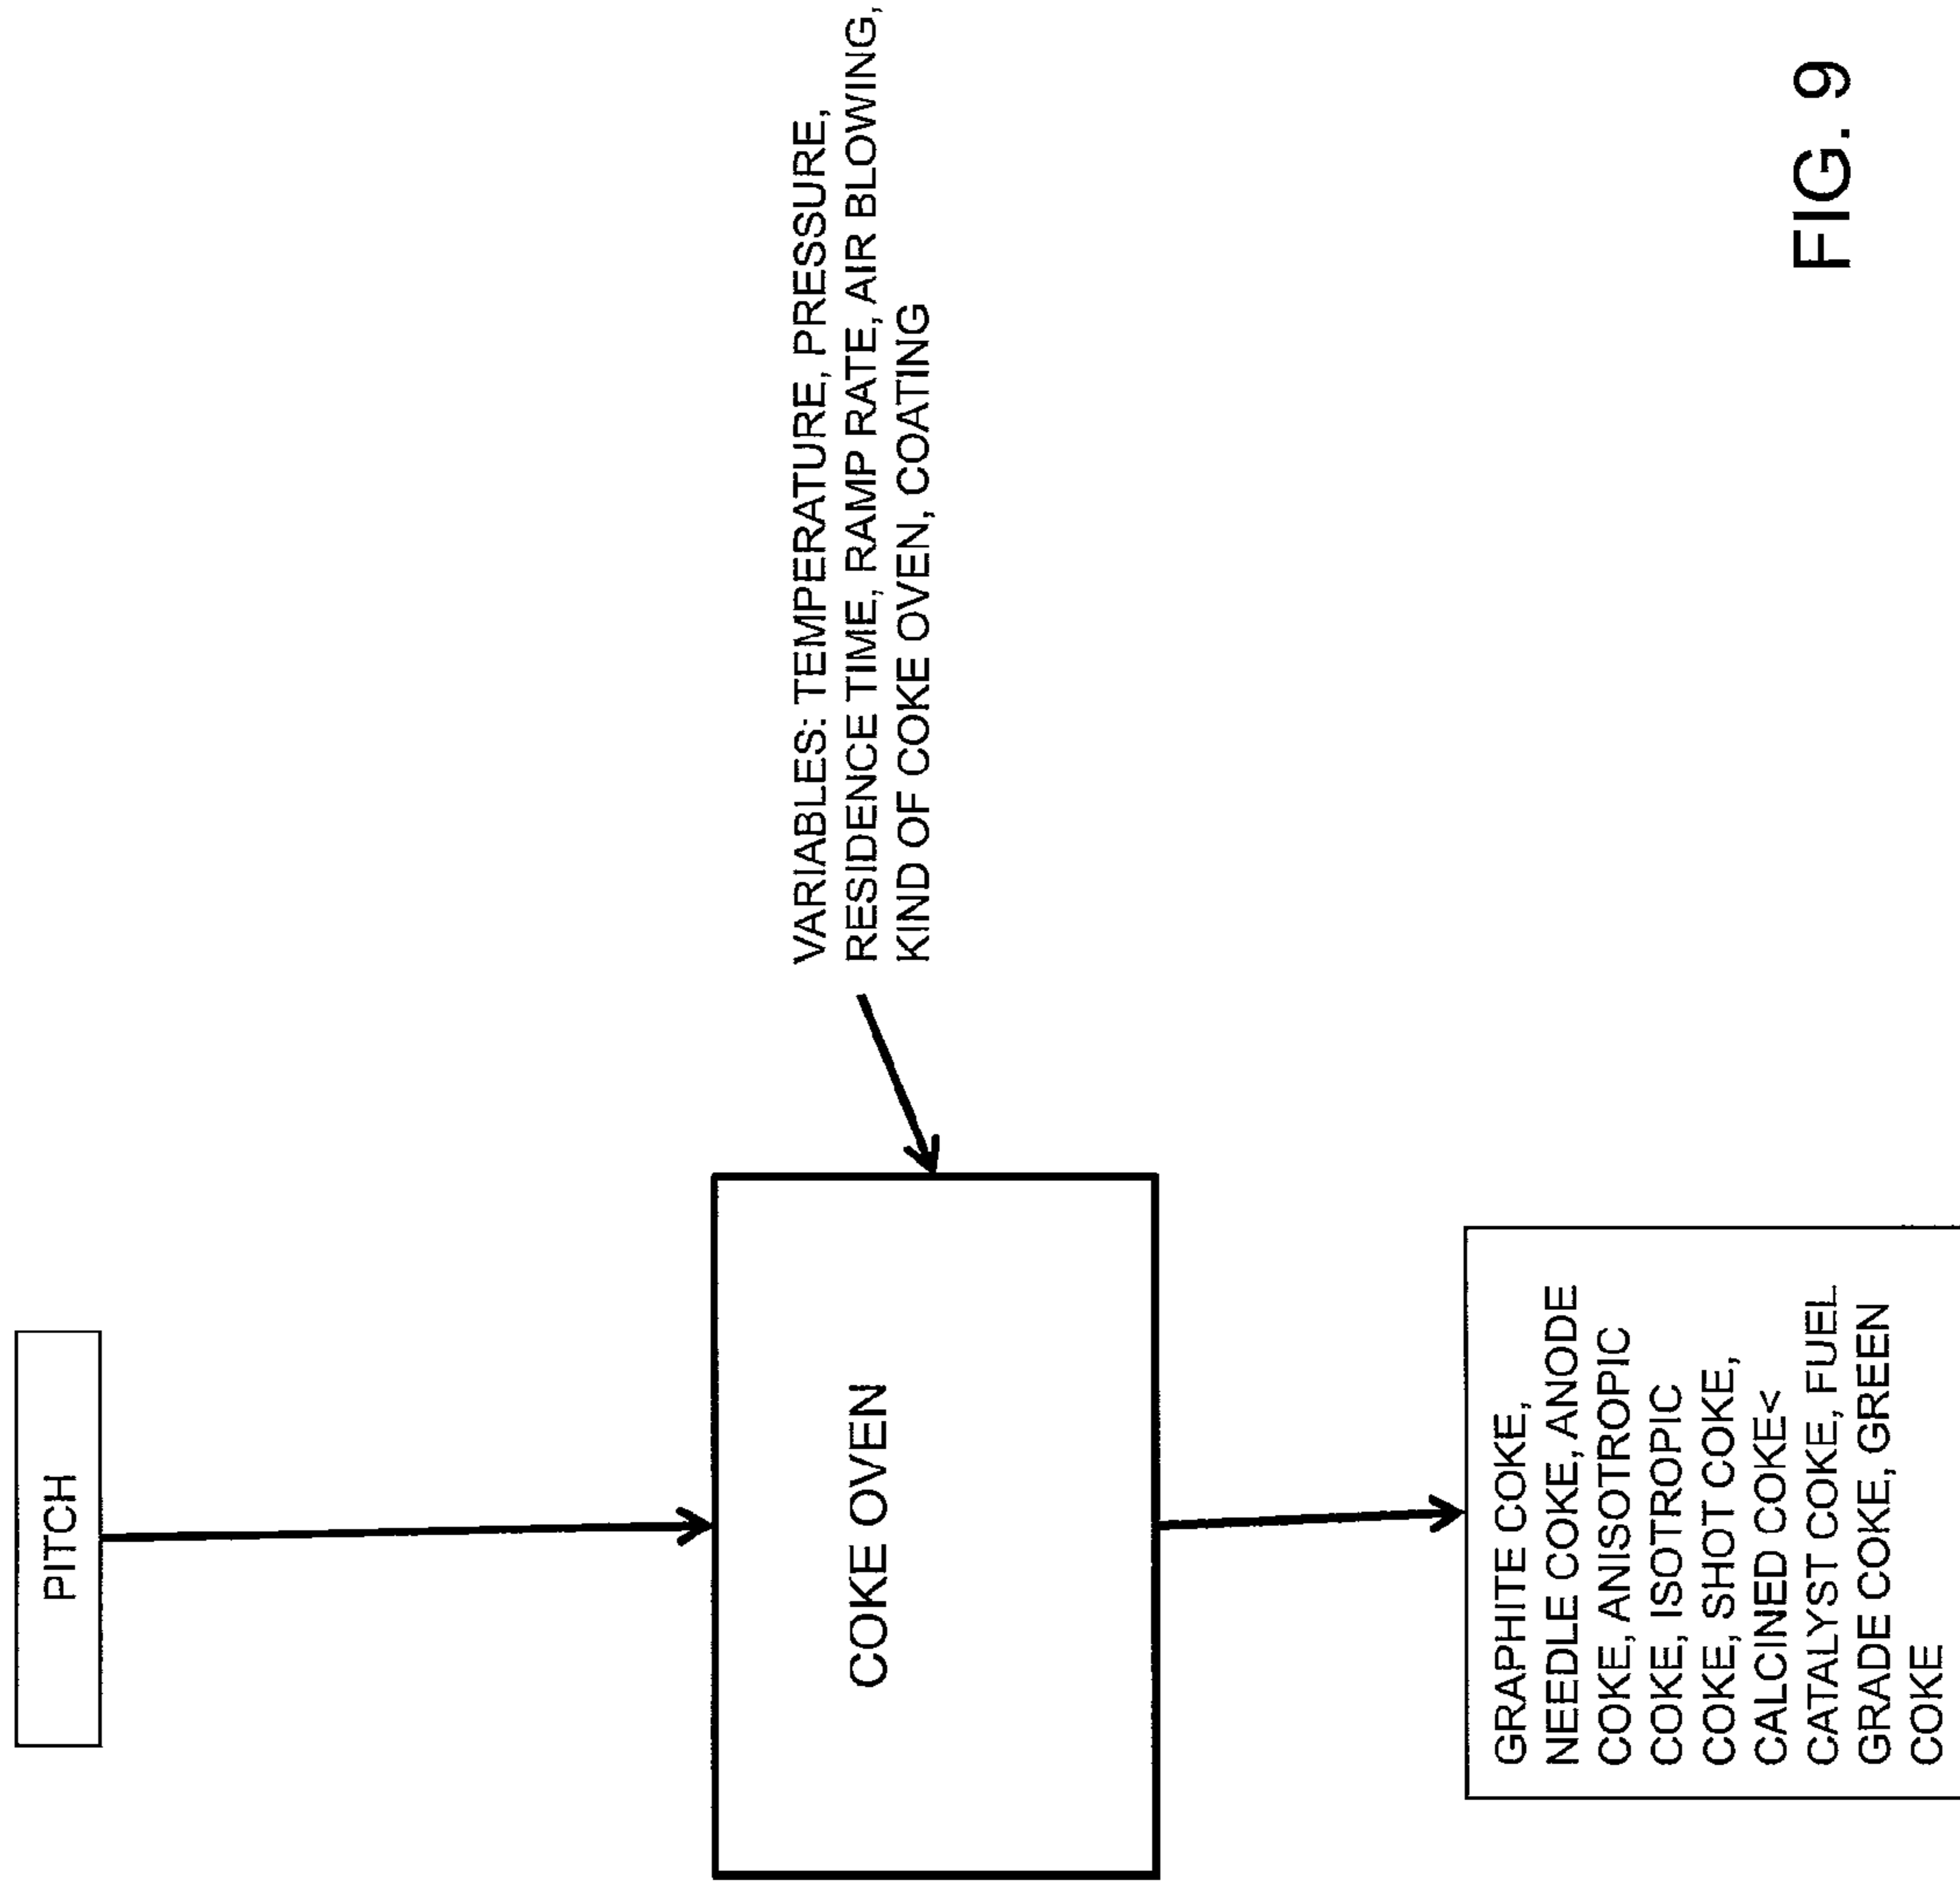 PITCH
COKE OVEN
VARIABLES: TEMPERATURE, PRESSURE,
RESIDENCE TIME, RAMP RATE, AIR BLOWING,
KIND OF COKE OVEN, COATING
GRAPHITE COKE,
NEEDLE COKE, ANODE
COKE, ANISOTROPIC
COKE, ISOTROPIC
COKE, SHOT COKE,
CALCINED COKE<
CATALYST COKE, FUEL
GRADE COKE, GREEN
COKE
FIG. 9